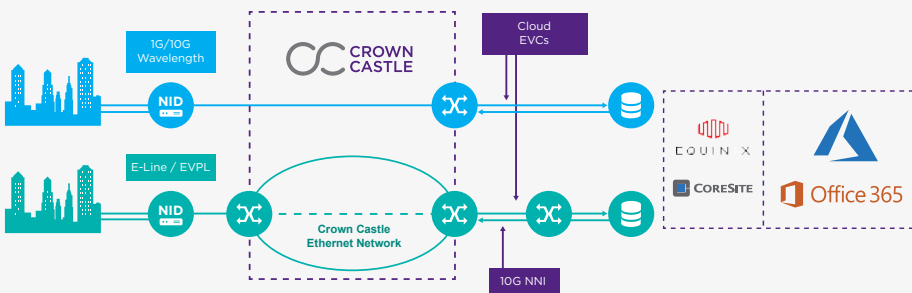 1G/10G
Wavelength
CROWN
CASTLE
Cloud
EVCs
NID
EQUIN X
CORESITE
Office 365
E-Line / EVPL
NID
Crown Castle
Ethernet Network
10G NNI